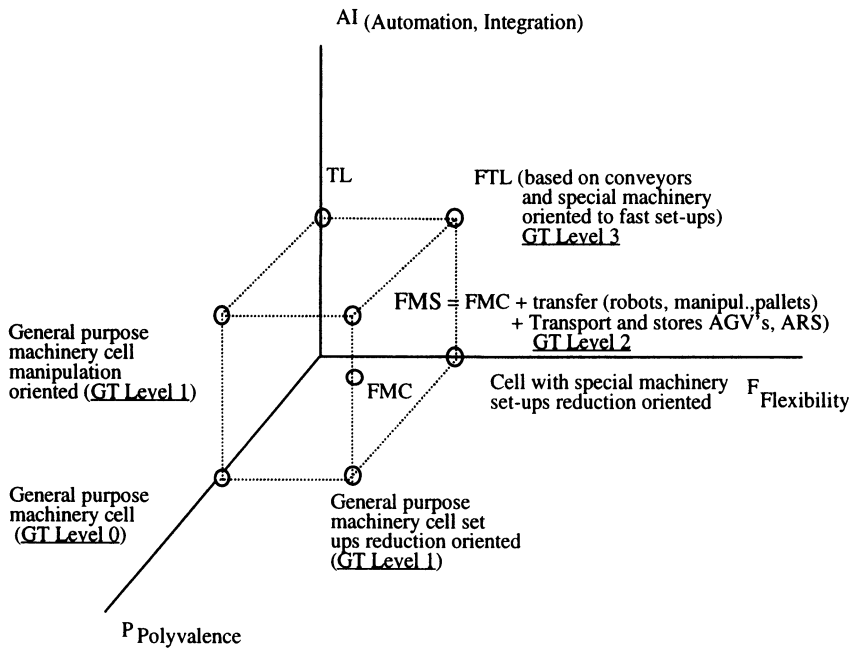 AI (Automation, Integration)
TL
FTL (based on conveyors
and special machinery
oriented to fast set-ups)
GT Level 3
FMS = FMC + transfer (robots, manipul.,pallets)
+ Transport and stores AGV's, ARS)
GT Level 2
General purpose
machinery cell
manipulation
oriented (GT Level 1)
FMC
Cell with special machinery
set-ups reduction oriented
F Flexibility
General purpose
machinery cell
(GT Level 0)
General purpose
machinery cell set
ups reduction oriented
(GT Level 1)
P Polyvalence